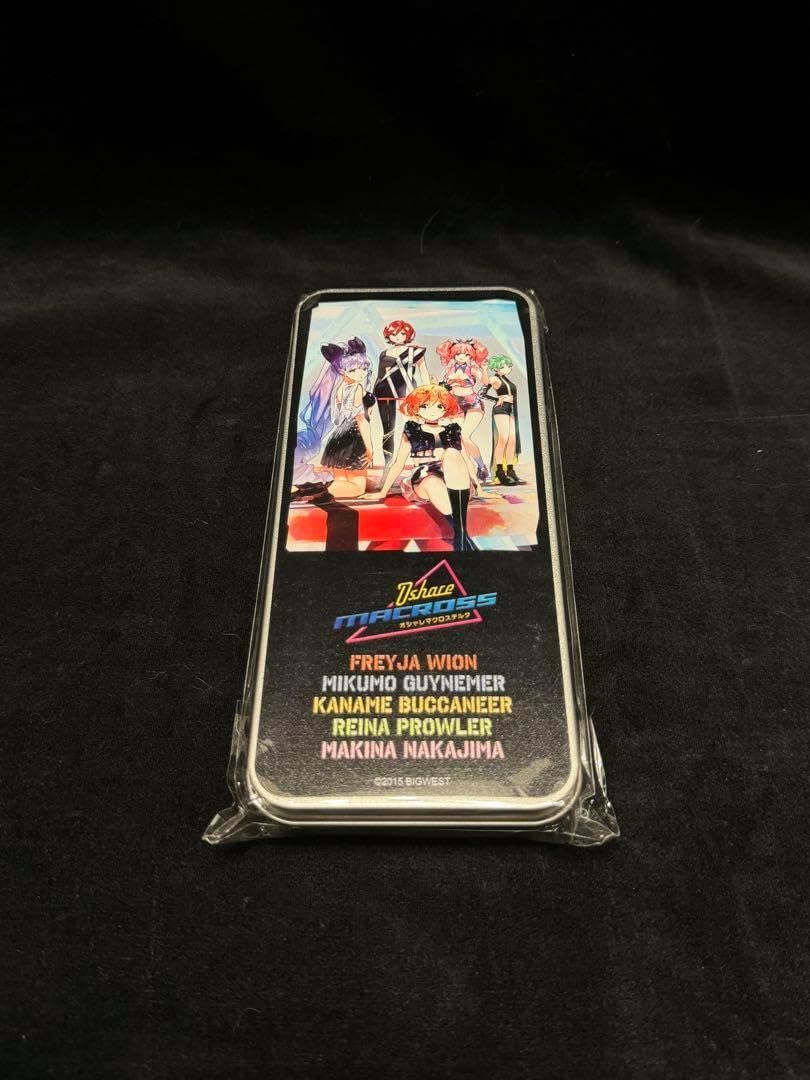 Oshare
MACROSS
オシャレマクロスデルタ
FREYJA WION
MIKUMO GUYNEMER
KANAME BUCCANEER
REINA PROWLER
MAKINA NAKAJIMA
©2015 BIGWEST